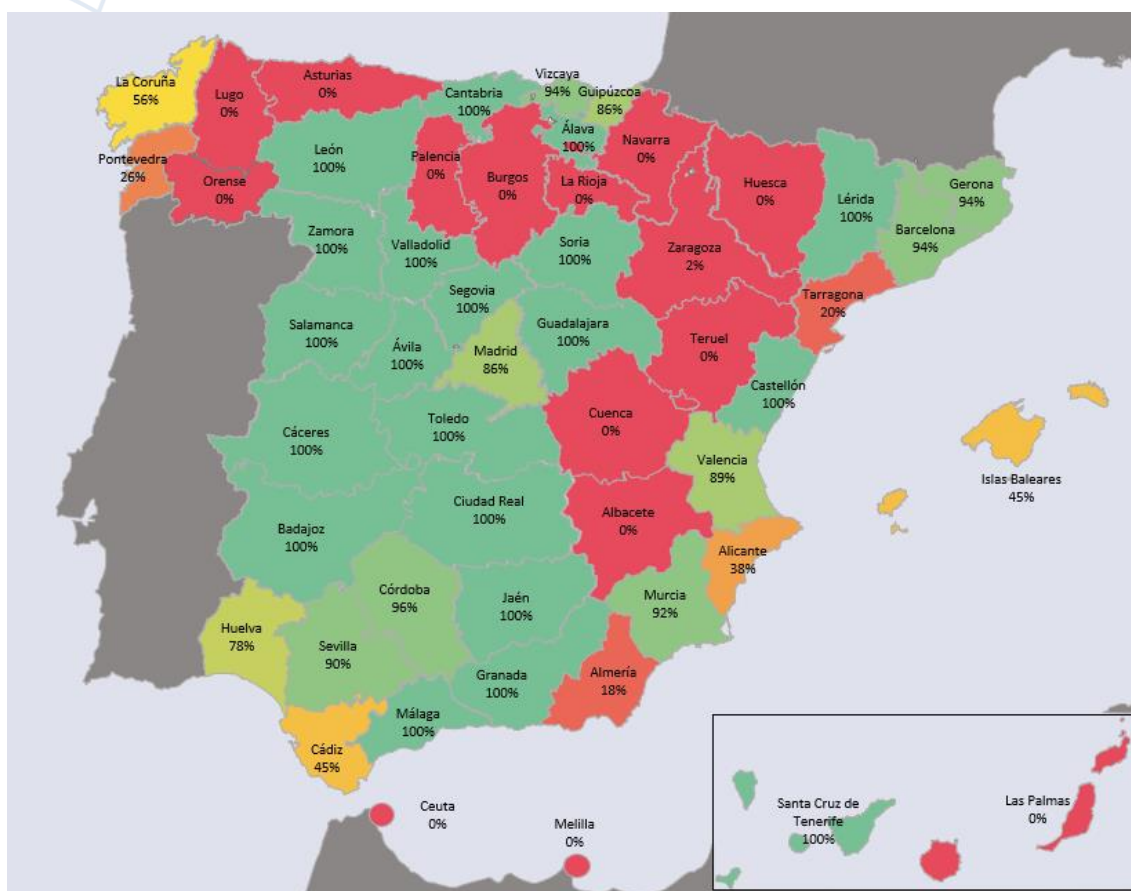 La Coruña
56%
Lugo
0%
Asturias
0%
Cantabria
100%
Vizcaya
94%
Guipúzcoa
86%
Álava
100%
Navarra
0%
Pontevedra
26%
Orense
0%
León
100%
Palencia
0%
Burgos
0%
La Rioja
0%
Huesca
0%
Lérida
100%
Gerona
94%
Barcelona
94%
Zamora
100%
Valladolid
100%
Soria
100%
Zaragoza
2%
Tarragona
20%
Segovia
100%
Salamanca
100%
Ávila
100%
Madrid
86%
Guadalajara
100%
Teruel
0%
Castellón
100%
Cáceres
100%
Toledo
100%
Cuenca
0%
Valencia
89%
Islas Baleares
45%
Badajoz
100%
Ciudad Real
100%
Albacete
0%
Alicante
38%
Huelva
78%
Sevilla
90%
Córdoba
96%
Jaén
100%
Murcia
92%
Granada
100%
Almería
18%
Cádiz
45%
Málaga
100%
Ceuta
0%
Melilla
0%
Santa Cruz de
Tenerife
100%
Las Palmas
0%